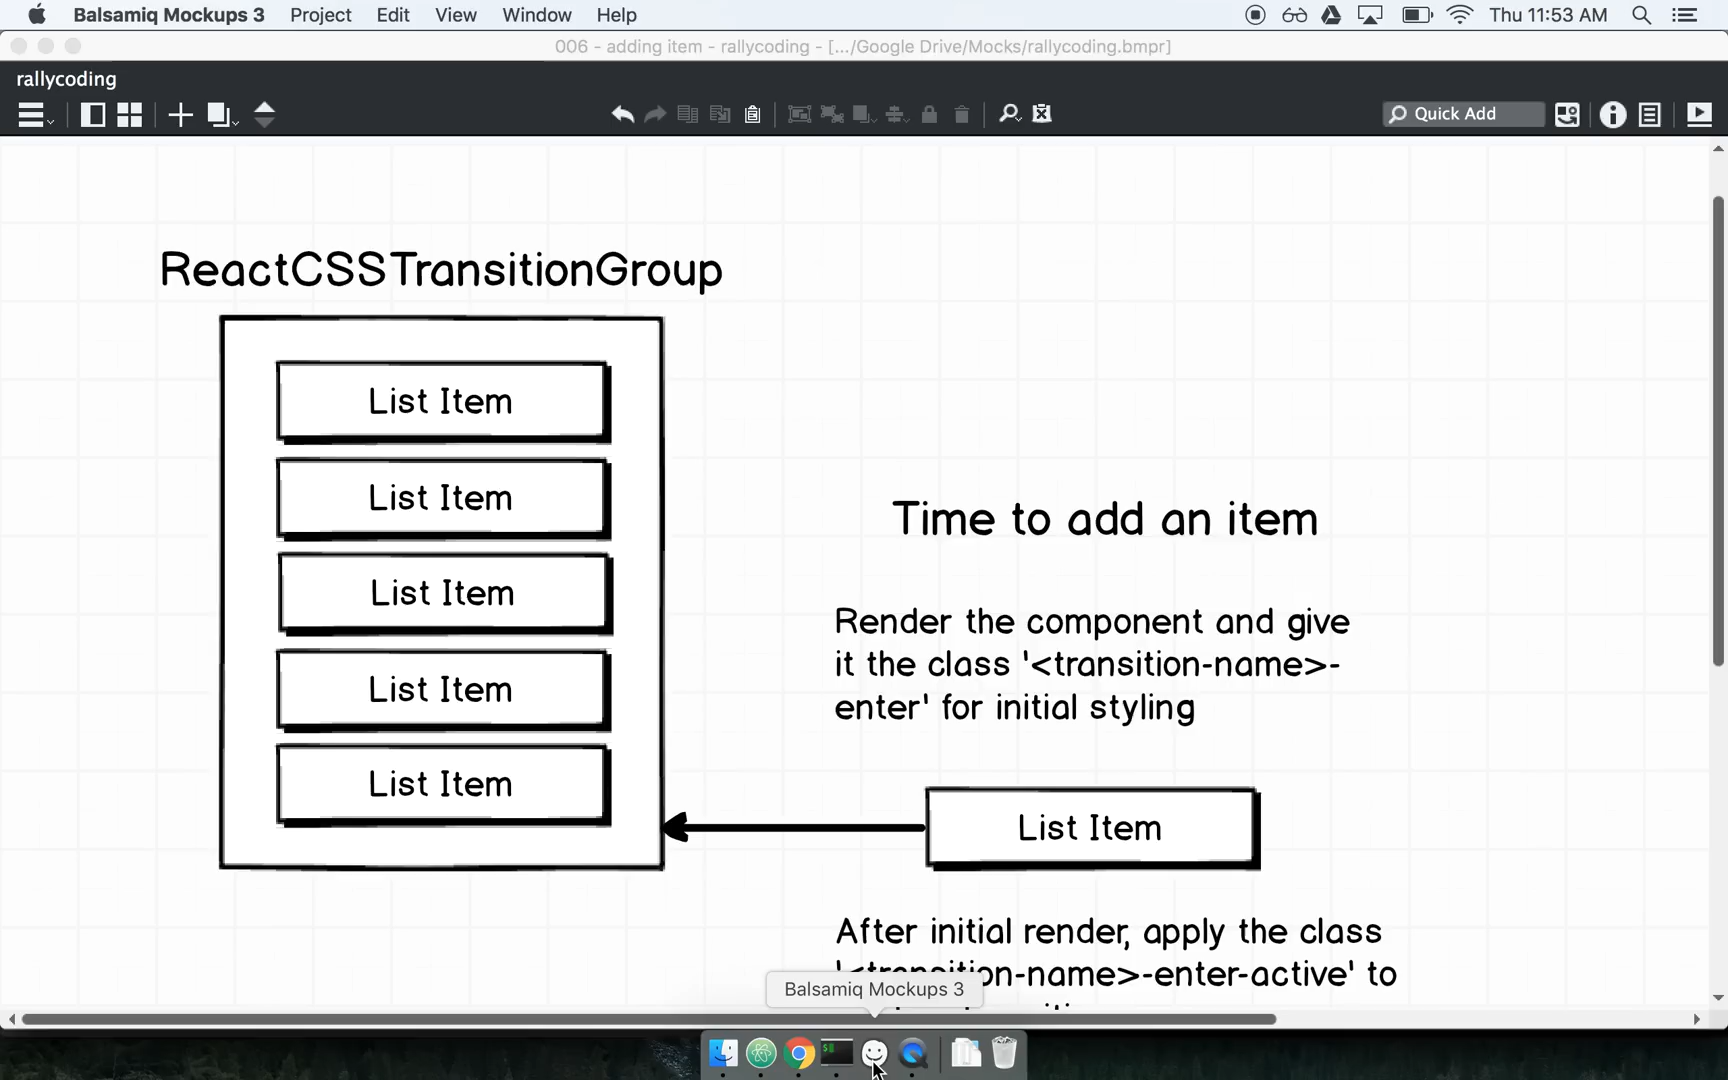 Balsamiq Mockups 3 Project Edit View Window Help Thu 11:53 AM
006 - adding item - rallycoding - [.../Google Drive/Mocks/rallycoding.bmpr]
rallycoding
Quick Add
ReactCSSTransitionGroup
List Item
List Item
List Item
List Item
List Item
Time to add an item
Render the component and give
it the class '<transition-name>-
enter' for initial styling
List Item
After initial render, apply the class
'<transition-name>-enter-active' to
Balsamiq Mockups 3